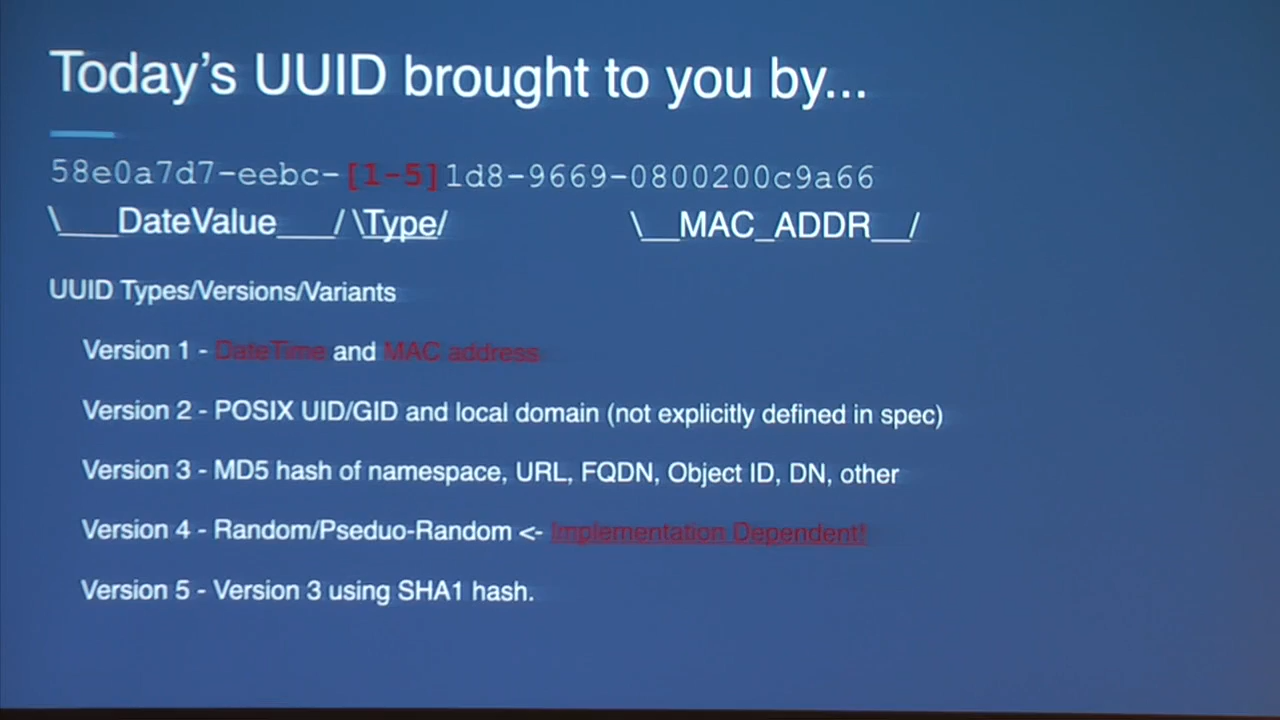 Today's UUID brought to you by...
58e0a7d7-eebc-[1-5]1d8-9669-0800200c9a66
\___DateValue___/ \Type/ \__MAC_ADDR__/
UUID Types/Versions/Variants
Version 1 - DateTime and MAC address
Version 2 - POSIX UID/GID and local domain (not explicitly defined in spec)
Version 3 - MD5 hash of namespace, URL, FQDN, Object ID, DN, other
Version 4 - Random/Pseduo-Random <- Implementation Dependent!
Version 5 - Version 3 using SHA1 hash.